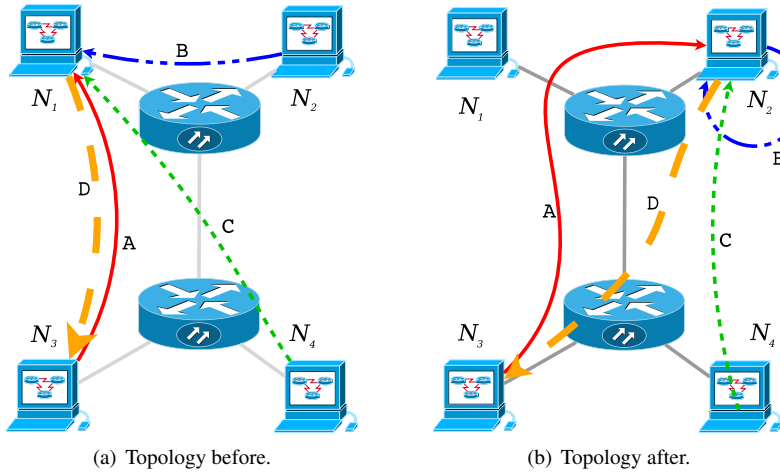 B
N1
N2
D
A
C
N3
N4
(a) Topology before.
N1
N2
B
A
D
C
N3
N4
(b) Topology after.